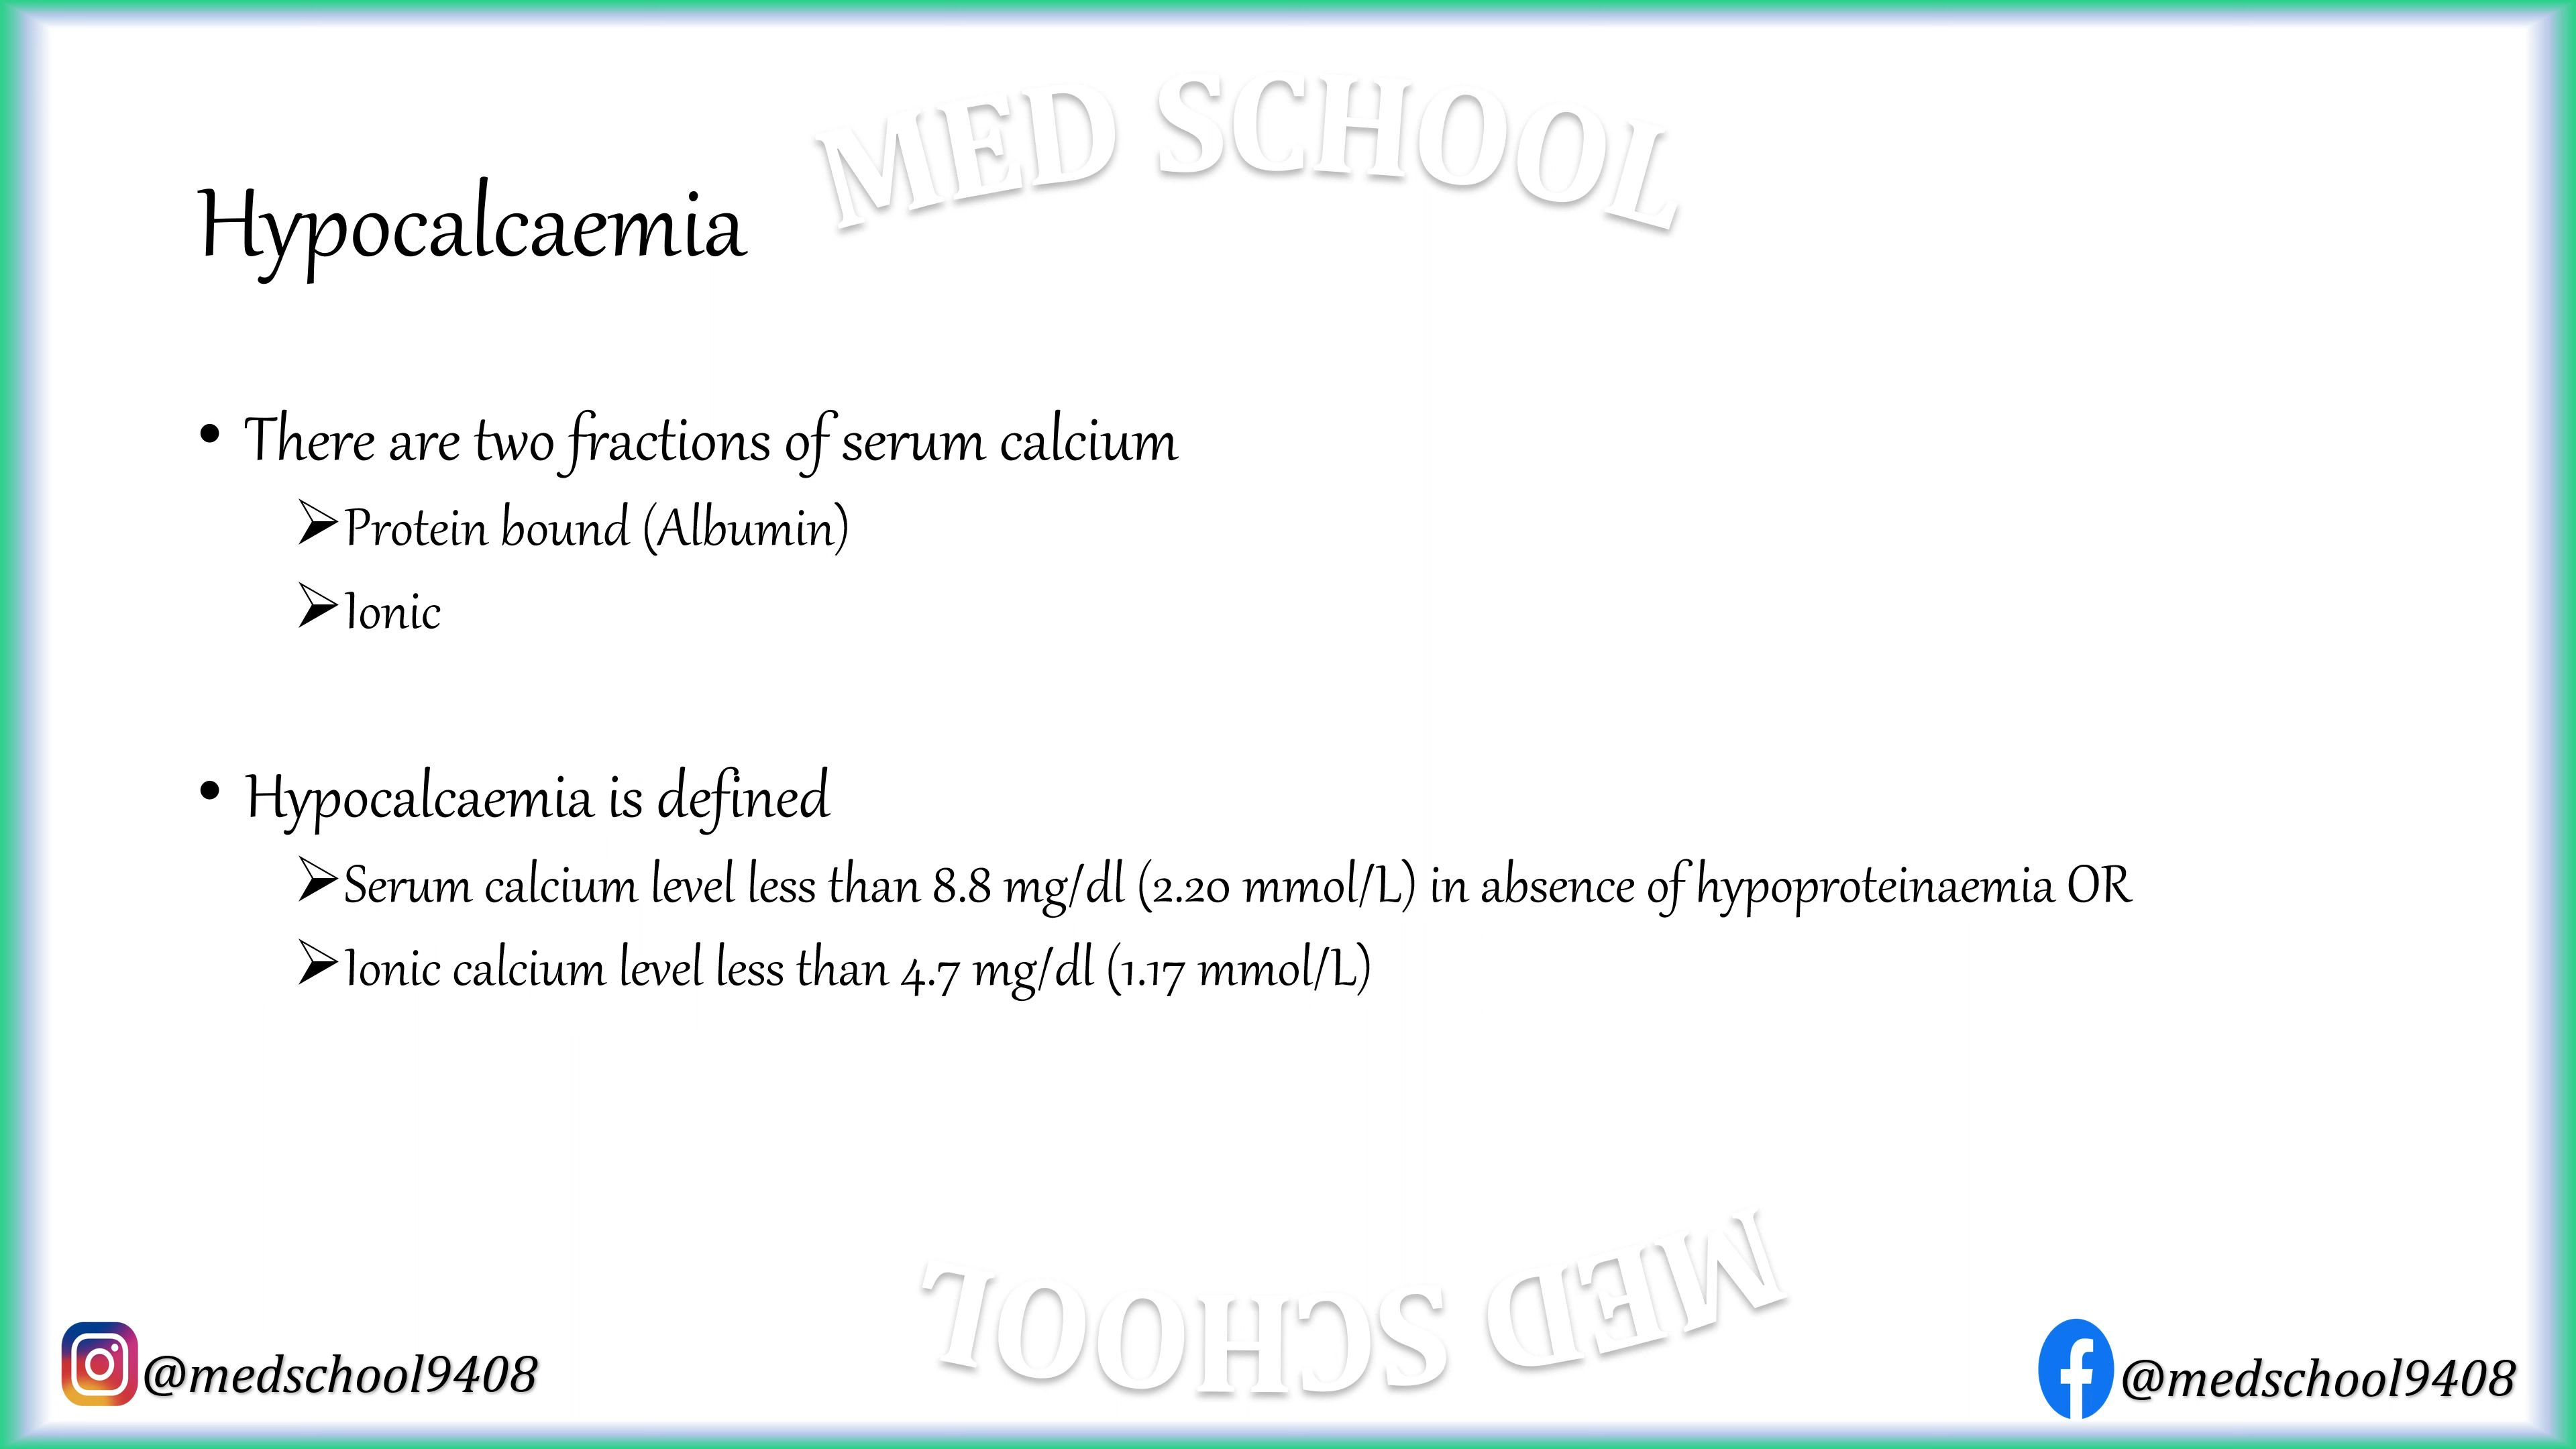 MED SCHOOL
Hypocalcaemia
• There are two fractions of serum calcium
➢Protein bound (Albumin)
➢Ionic
• Hypocalcaemia is defined
➢Serum calcium level less than 8.8 mg/dl (2.20 mmol/L) in absence of hypoproteinaemia OR
➢Ionic calcium level less than 4.7 mg/dl (1.17 mmol/L)
MED SCHOOL
@medschool9408
@medschool9408